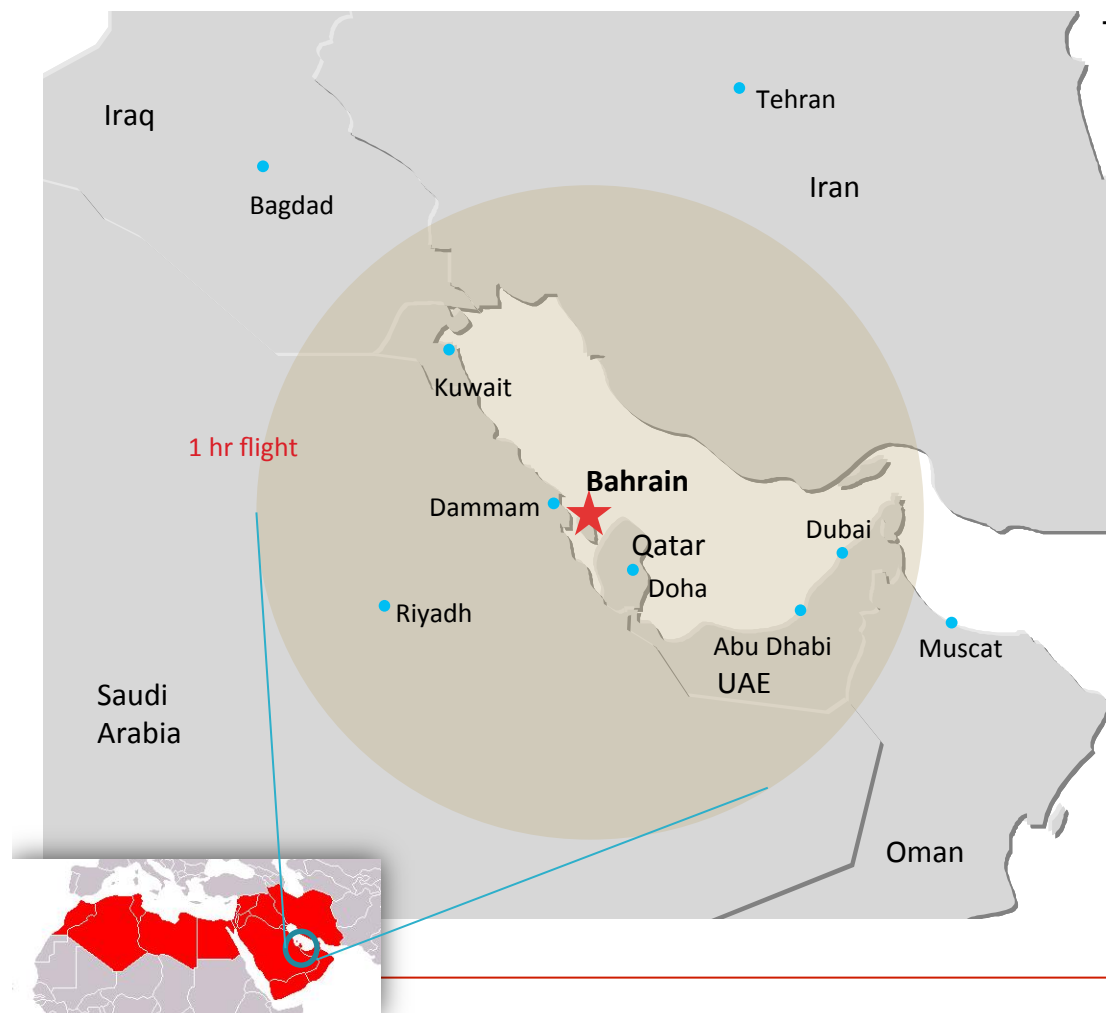 Tehran
Iraq
Iran
Bagdad
Kuwait
1 hr flight
Bahrain
Dammam
Dubai
Qatar
Doha
Riyadh
Abu Dhabi
Muscat
UAE
Saudi
Arabia
Oman